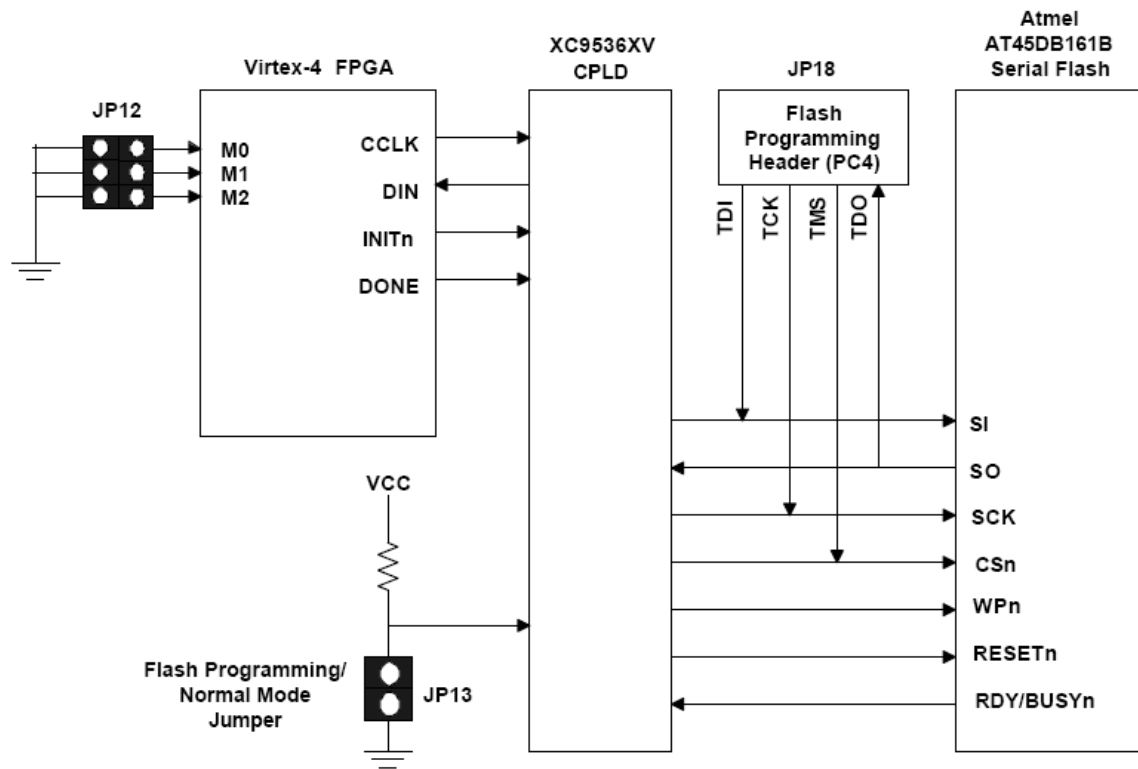 Atmel
AT45DB161B
Serial Flash
XC9536XV
CPLD
Virtex-4 FPGA
JP18
JP12
Flash
Programming
Header (PC4)
M0
M1
M2
CCLK
DIN
INITn
DONE
TDI
TCK
TMS
TDO
SI
SO
SCK
CSn
WPn
RESETn
RDY/BUSYn
VCC
Flash Programming/
Normal Mode
Jumper
JP13